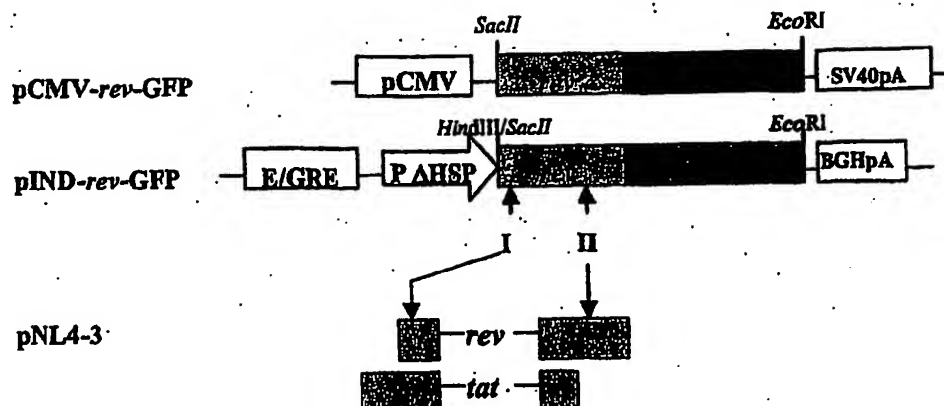 SacII EcoRI
pCMV-rev-GFP pCMV SV40pA
HindIII/SacII EcoRI
pIND-rev-GFP E/GRE P ΔHSP BGHpA
I II
pNL4-3 rev
tat